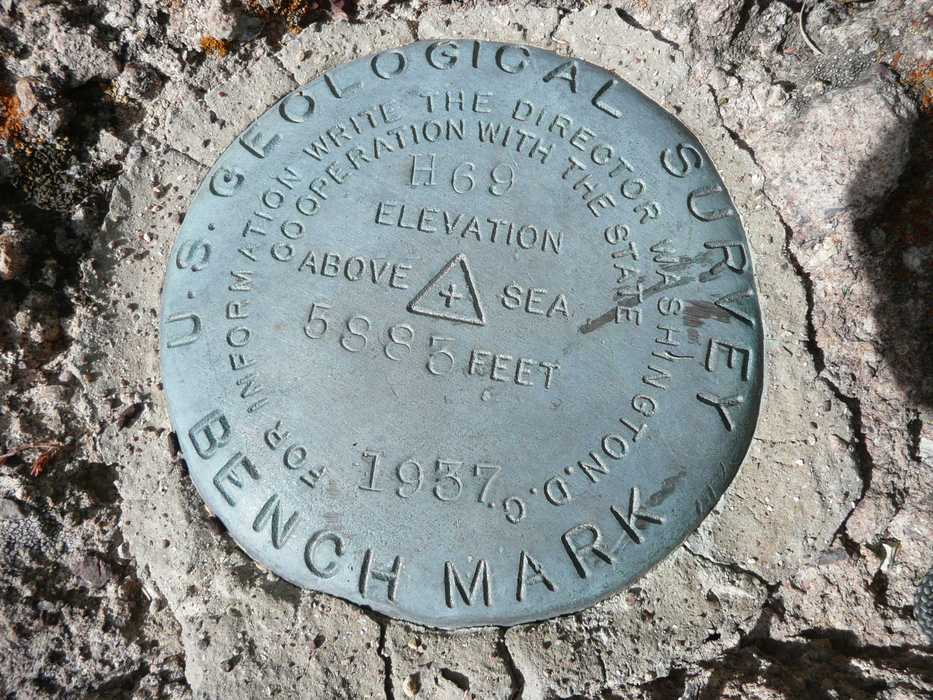 U.S. GEOLOGICAL SURVEY
FOR INFORMATION WRITE THE DIRECTOR WASHINGTON, D.C.
COOPERATION WITH THE STATE
H69
ELEVATION
ABOVE SEA
5883 FEET
1937
BENCH MARK